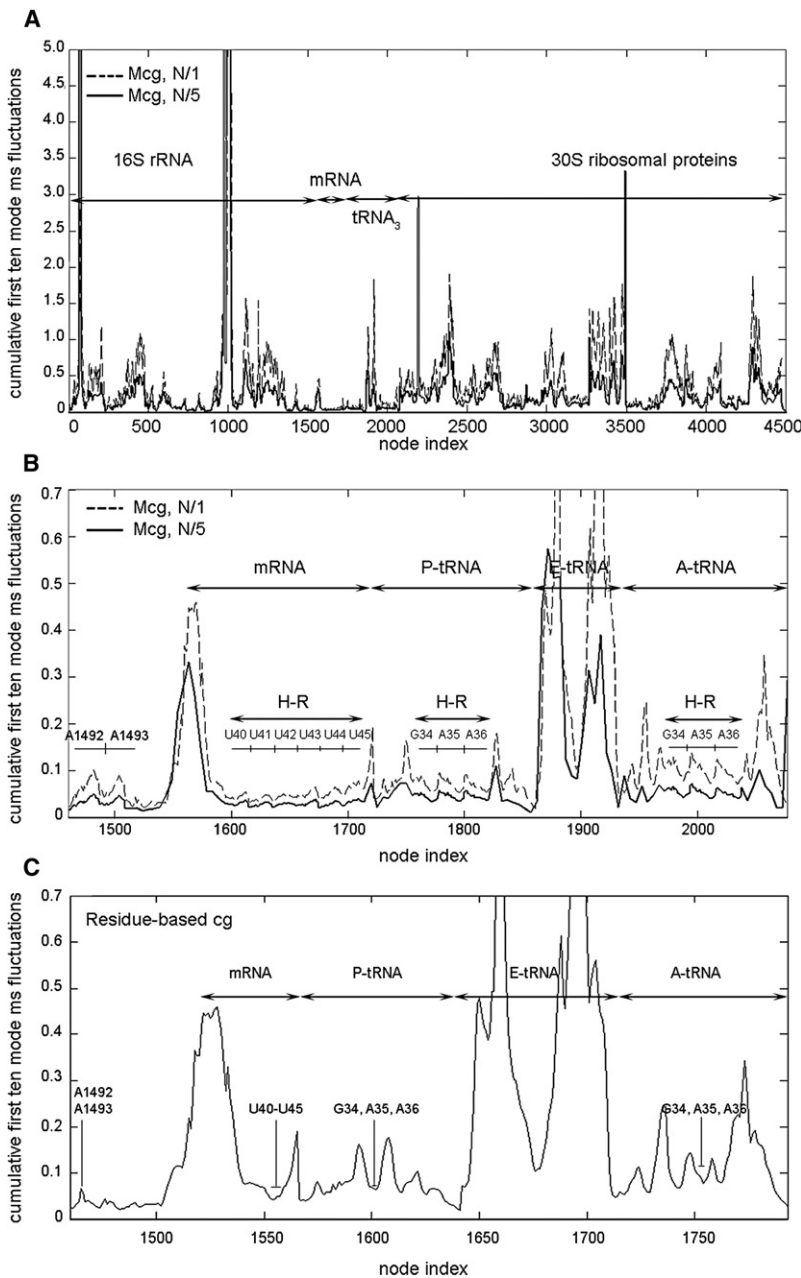 A
cumulative first ten mode ms fluctuations
5.0
4.5
4.0
3.5
3.0
2.5
2.0
1.5
1.0
0.5
0
Mcg, N/1
Mcg, N/5
16S rRNA
mRNA
tRNA3
30S ribosomal proteins
0 500 1000 1500 2000 2500 3000 3500 4000 4500
node index
B
cumulative first ten mode ms fluctuations
0.7
0.6
0.5
0.4
0.3
0.2
0.1
0
Mcg, N/1
Mcg, N/5
mRNA P-tRNA E-tRNA A-tRNA
H-R H-R H-R
A1492 A1493 U40 U41 U42 U43 U44 U45 G34 A35 A36 G34 A35 A36
1500 1600 1700 1800 1900 2000
node index
C
cumulative first ten mode ms fluctuations
0.7
0.6
0.5
0.4
0.3
0.2
0.1
0
Residue-based cg
mRNA P-tRNA E-tRNA A-tRNA
A1492
A1493 U40-U45 G34, A35, A36 G34, A35, A36
1500 1550 1600 1650 1700 1750
node index